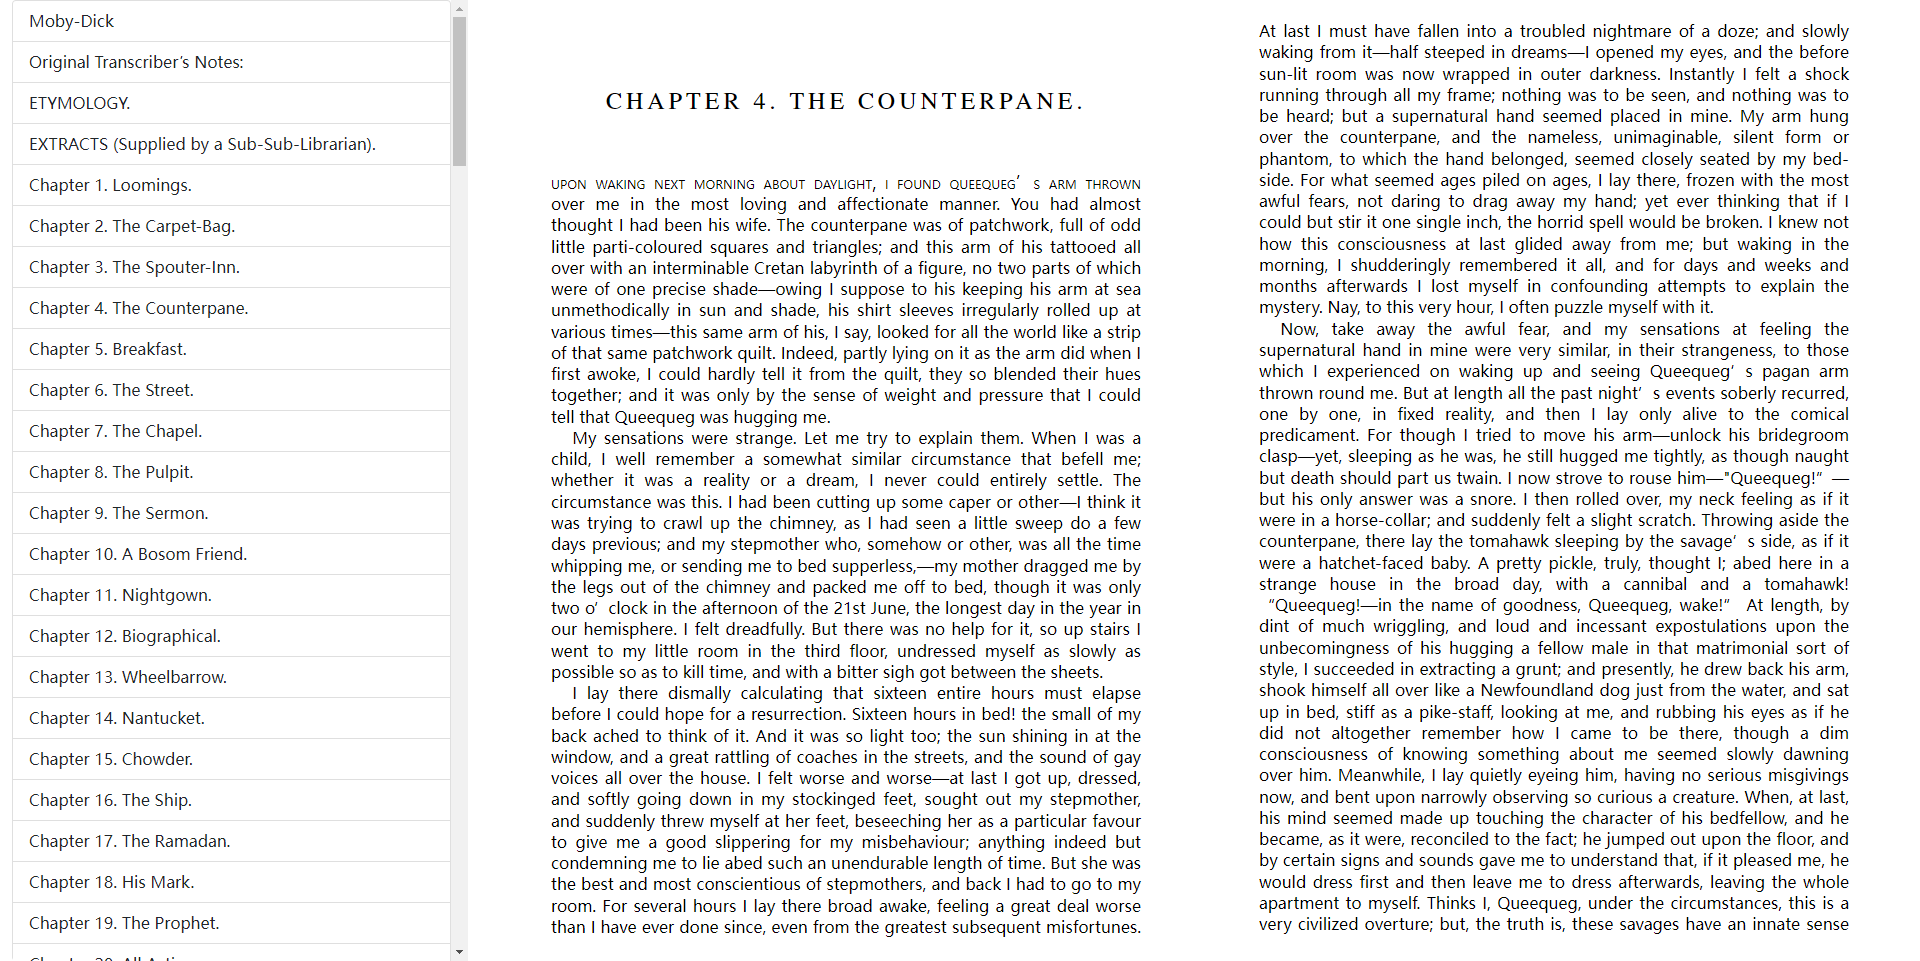 Moby-Dick
Original Transcriber’s Notes:
ETYMOLOGY.
EXTRACTS (Supplied by a Sub-Sub-Librarian).
Chapter 1. Loomings.
Chapter 2. The Carpet-Bag.
Chapter 3. The Spouter-Inn.
Chapter 4. The Counterpane.
Chapter 5. Breakfast.
Chapter 6. The Street.
Chapter 7. The Chapel.
Chapter 8. The Pulpit.
Chapter 9. The Sermon.
Chapter 10. A Bosom Friend.
Chapter 11. Nightgown.
Chapter 12. Biographical.
Chapter 13. Wheelbarrow.
Chapter 14. Nantucket.
Chapter 15. Chowder.
Chapter 16. The Ship.
Chapter 17. The Ramadan.
Chapter 18. His Mark.
Chapter 19. The Prophet.
CHAPTER 4. THE COUNTERPANE.
UPON WAKING NEXT MORNING ABOUT DAYLIGHT, I FOUND QUEEQUEG’S ARM THROWN
over me in the most loving and affectionate manner. You had almost
thought I had been his wife. The counterpane was of patchwork, full of odd
little parti-coloured squares and triangles; and this arm of his tattooed all
over with an interminable Cretan labyrinth of a figure, no two parts of which
were of one precise shade—owing I suppose to his keeping his arm at sea
unmethodically in sun and shade, his shirt sleeves irregularly rolled up at
various times—this same arm of his, I say, looked for all the world like a strip
of that same patchwork quilt. Indeed, partly lying on it as the arm did when I
first awoke, I could hardly tell it from the quilt, they so blended their hues
together; and it was only by the sense of weight and pressure that I could
tell that Queequeg was hugging me.
My sensations were strange. Let me try to explain them. When I was a
child, I well remember a somewhat similar circumstance that befell me;
whether it was a reality or a dream, I never could entirely settle. The
circumstance was this. I had been cutting up some caper or other—I think it
was trying to crawl up the chimney, as I had seen a little sweep do a few
days previous; and my stepmother who, somehow or other, was all the time
whipping me, or sending me to bed supperless,—my mother dragged me by
the legs out of the chimney and packed me off to bed, though it was only
two o’clock in the afternoon of the 21st June, the longest day in the year in
our hemisphere. I felt dreadfully. But there was no help for it, so up stairs I
went to my little room in the third floor, undressed myself as slowly as
possible so as to kill time, and with a bitter sigh got between the sheets.
I lay there dismally calculating that sixteen entire hours must elapse
before I could hope for a resurrection. Sixteen hours in bed! the small of my
back ached to think of it. And it was so light too; the sun shining in at the
window, and a great rattling of coaches in the streets, and the sound of gay
voices all over the house. I felt worse and worse—at last I got up, dressed,
and softly going down in my stockinged feet, sought out my stepmother,
and suddenly threw myself at her feet, beseeching her as a particular favour
to give me a good slippering for my misbehaviour; anything indeed but
condemning me to lie abed such an unendurable length of time. But she was
the best and most conscientious of stepmothers, and back I had to go to my
room. For several hours I lay there broad awake, feeling a great deal worse
than I have ever done since, even from the greatest subsequent misfortunes.
At last I must have fallen into a troubled nightmare of a doze; and slowly
waking from it—half steeped in dreams—I opened my eyes, and the before
sun-lit room was now wrapped in outer darkness. Instantly I felt a shock
running through all my frame; nothing was to be seen, and nothing was to
be heard; but a supernatural hand seemed placed in mine. My arm hung
over the counterpane, and the nameless, unimaginable, silent form or
phantom, to which the hand belonged, seemed closely seated by my bed-
side. For what seemed ages piled on ages, I lay there, frozen with the most
awful fears, not daring to drag away my hand; yet ever thinking that if I
could but stir it one single inch, the horrid spell would be broken. I knew not
how this consciousness at last glided away from me; but waking in the
morning, I shudderingly remembered it all, and for days and weeks and
months afterwards I lost myself in confounding attempts to explain the
mystery. Nay, to this very hour, I often puzzle myself with it.
Now, take away the awful fear, and my sensations at feeling the
supernatural hand in mine were very similar, in their strangeness, to those
which I experienced on waking up and seeing Queequeg’s pagan arm
thrown round me. But at length all the past night’s events soberly recurred,
one by one, in fixed reality, and then I lay only alive to the comical
predicament. For though I tried to move his arm—unlock his bridegroom
clasp—yet, sleeping as he was, he still hugged me tightly, as though naught
but death should part us twain. I now strove to rouse him—"Queequeg!”—
but his only answer was a snore. I then rolled over, my neck feeling as if it
were in a horse-collar; and suddenly felt a slight scratch. Throwing aside the
counterpane, there lay the tomahawk sleeping by the savage’s side, as if it
were a hatchet-faced baby. A pretty pickle, truly, thought I; abed here in a
strange house in the broad day, with a cannibal and a tomahawk!
“Queequeg!—in the name of goodness, Queequeg, wake!” At length, by
dint of much wriggling, and loud and incessant expostulations upon the
unbecomingness of his hugging a fellow male in that matrimonial sort of
style, I succeeded in extracting a grunt; and presently, he drew back his arm,
shook himself all over like a Newfoundland dog just from the water, and sat
up in bed, stiff as a pike-staff, looking at me, and rubbing his eyes as if he
did not altogether remember how I came to be there, though a dim
consciousness of knowing something about me seemed slowly dawning
over him. Meanwhile, I lay quietly eyeing him, having no serious misgivings
now, and bent upon narrowly observing so curious a creature. When, at last,
his mind seemed made up touching the character of his bedfellow, and he
became, as it were, reconciled to the fact; he jumped out upon the floor, and
by certain signs and sounds gave me to understand that, if it pleased me, he
would dress first and then leave me to dress afterwards, leaving the whole
apartment to myself. Thinks I, Queequeg, under the circumstances, this is a
very civilized overture; but, the truth is, these savages have an innate sense